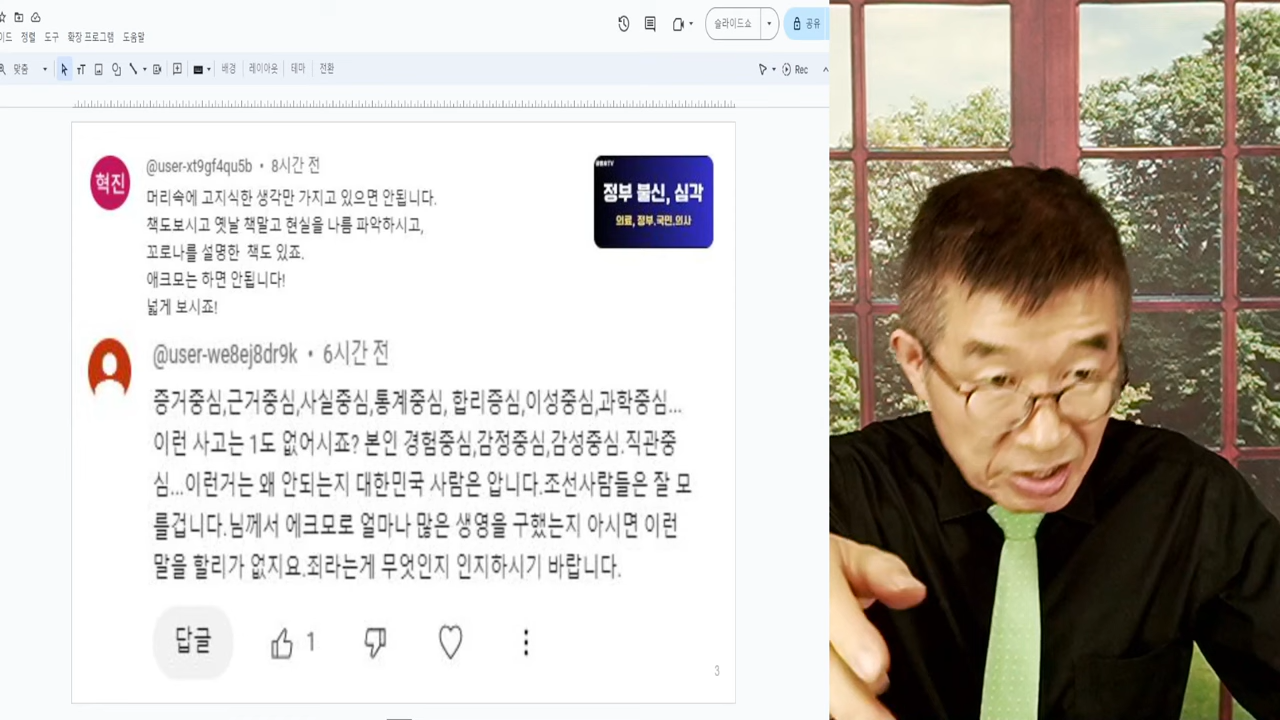 이드 정렬 도구 확장 프로그램 도움말
슬라이드쇼
공유
맞춤
배경 레이아웃 테마 전환
Rec
혁진
@user-xt9gf4qu5b • 8시간 전
머리속에 고지식한 생각만 가지고 있으면 안됩니다.
책도보시고 옛날 책말고 현실을 나름 파악하시고,
꼬로나를 설명한 책도 있죠.
애크모는 하면 안됩니다!
넓게 보시죠!
정부 불신, 심각
의료, 정부.국민.의사
@user-we8ej8dr9k • 6시간 전
증거중심,근거중심,사실중심,통계중심, 합리중심,이성중심,과학중심...
이런 사고는 1도 없어시죠? 본인 경험중심,감정중심,감성중심.직관중
심...이런거는 왜 안되는지 대한민국 사람은 압니다.조선사람들은 잘 모
를겁니다.님께서 에크모로 얼마나 많은 생영을 구했는지 아시면 이런
말을 할리가 없지요.죄라는게 무엇인지 인지하시기 바랍니다.
답글
1
3